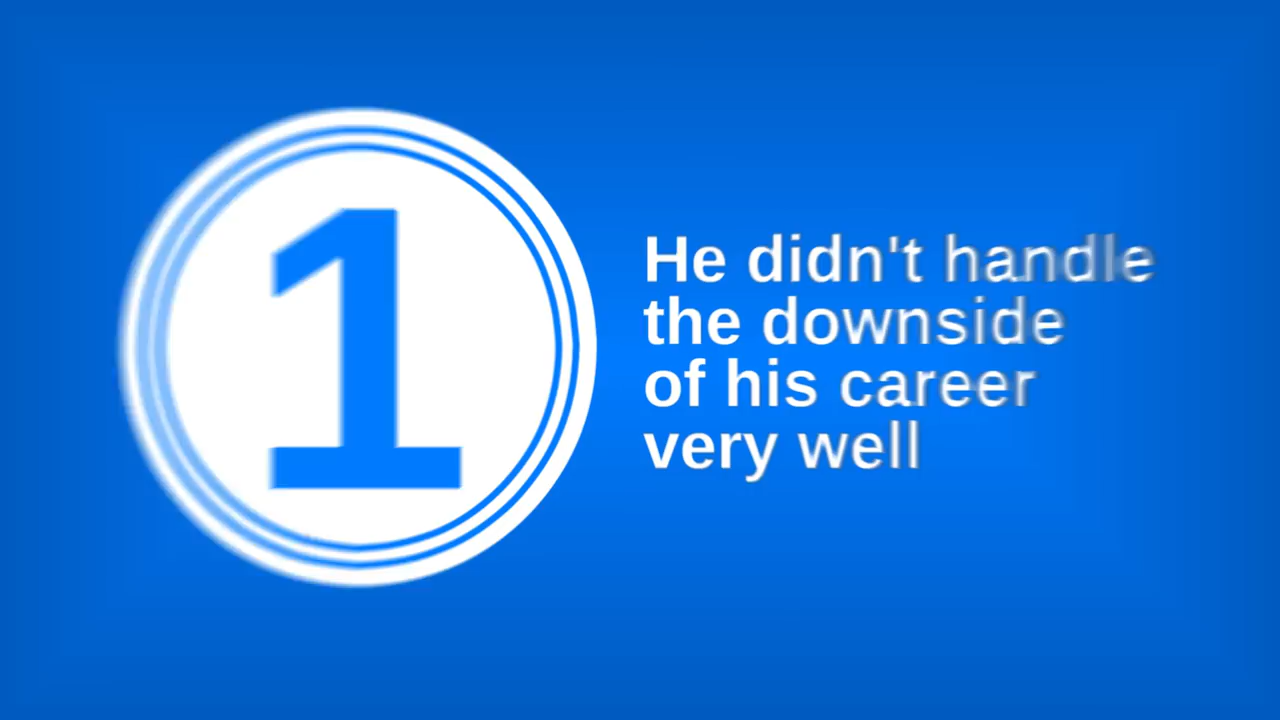 1
He didn't handle
the downside
of his career
very well